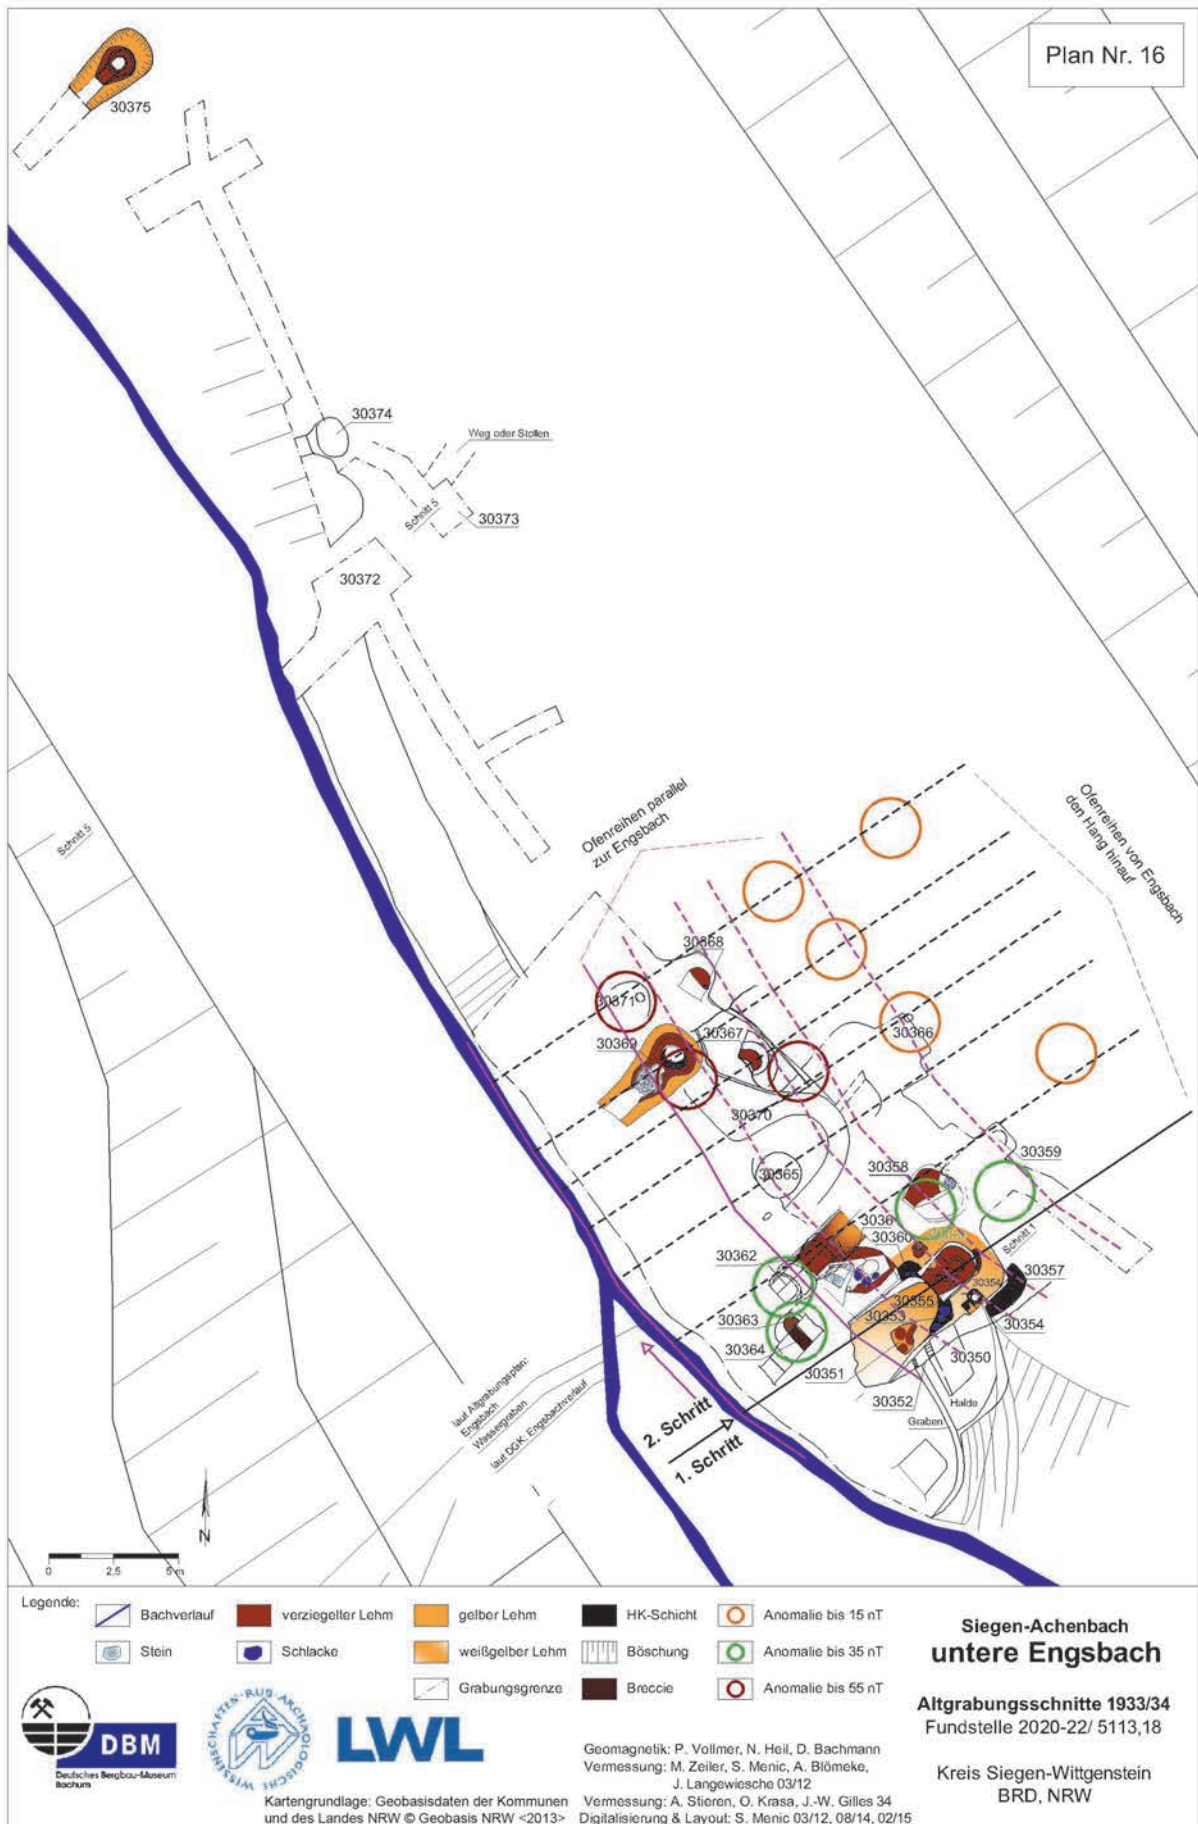 Plan Nr. 16
30375
30374
Weg oder Stollen
Schnitt 5
30373
30372
Schnitt 5
Ofenreihen parallel
zur Engsbach
Ofenreihen von Engsbach
den Hang hinauf
30368
30371
30369
30367
30366
30370
30365
30359
30358
3036
30360
30362
30357
30354
30355
30353
30354
30363
30364
30351
30350
30352
Schnitt 1
Halde
Graben
laut Altgrabungsplan:
Engsbach
Wassergraben
laut DGK: Engsbachverlauf
2. Schritt
1. Schritt
N
0 2,5 5 m
Legende:
Bachverlauf
verziegelter Lehm
gelber Lehm
HK-Schicht
Anomalie bis 15 nT
Stein
Schlacke
weißgelber Lehm
Böschung
Anomalie bis 35 nT
Grabungsgrenze
Breccie
Anomalie bis 55 nT
Siegen-Achenbach
untere Engsbach
Altgrabungsschnitte 1933/34
Fundstelle 2020-22/ 5113,18
Kreis Siegen-Wittgenstein
BRD, NRW
DBM
Deutsches Bergbau-Museum
Bochum
ARCHAOLOGISCHE WISSENSCHAFTEN-RUB
LWL
Geomagnetik: P. Vollmer, N. Heil, D. Bachmann
Vermessung: M. Zeiler, S. Menic, A. Blömeke,
J. Langewiesche 03/12
Vermessung: A. Stieren, O. Krasa, J.-W. Gilles 34
Digitalisierung & Layout: S. Menic 03/12, 08/14, 02/15
Kartengrundlage: Geobasisdaten der Kommunen
und des Landes NRW © Geobasis NRW <2013>